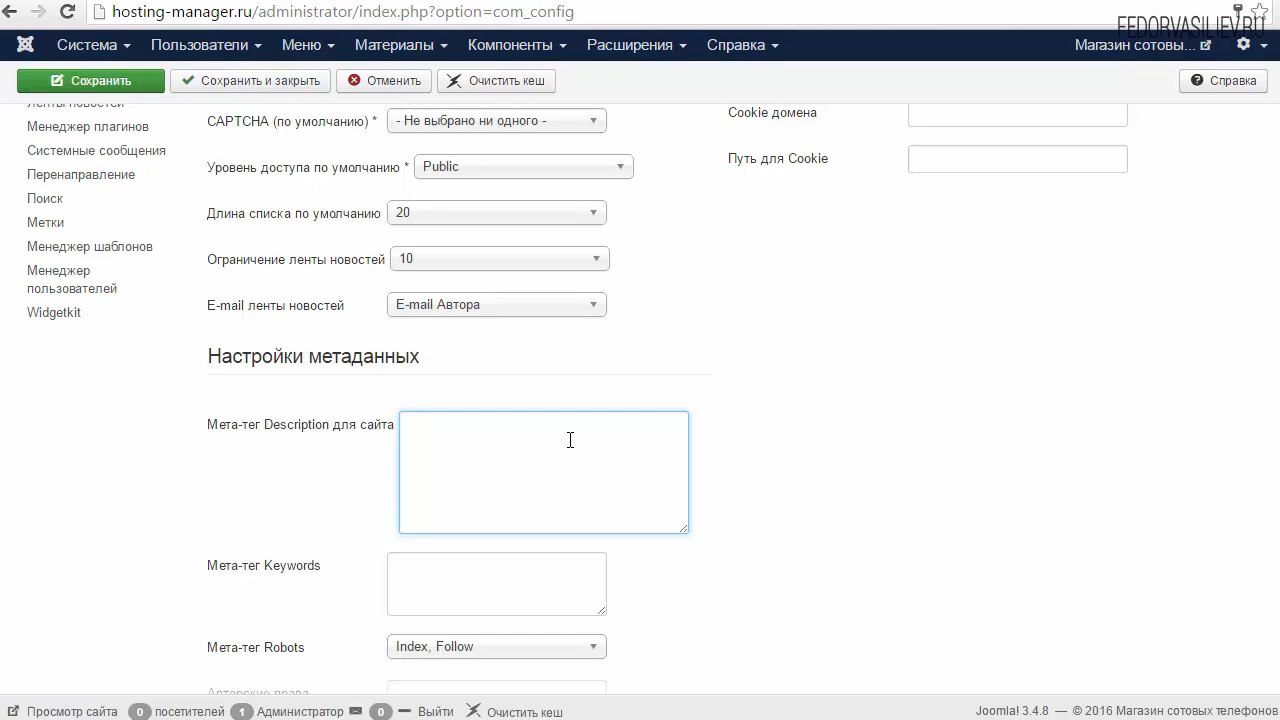 hosting-manager.ru/administrator/index.php?option=com_config
FEDORVASILIEV.RU
Система Пользователи Меню Материалы Компоненты Расширения Справка Магазин сотовы...
Сохранить Сохранить и закрыть Отменить Очистить кеш Справка
Ленты новостей
Менеджер плагинов
Системные сообщения
Перенаправление
Поиск
Метки
Менеджер шаблонов
Менеджер
пользователей
Widgetkit
CAPTCHA (по умолчанию) * - Не выбрано ни одного -
Уровень доступа по умолчанию * Public
Длина списка по умолчанию 20
Ограничение ленты новостей 10
E-mail ленты новостей E-mail Автора
Настройки метаданных
Мета-тег Description для сайта
Мета-тег Keywords
Мета-тег Robots Index, Follow
Авторские права
Cookie домена
Путь для Cookie
Просмотр сайта 0 посетителей 1 Администратор 0 Выйти Очистить кеш
Joomla! 3.4.8 — © 2016 Магазин сотовых телефонов